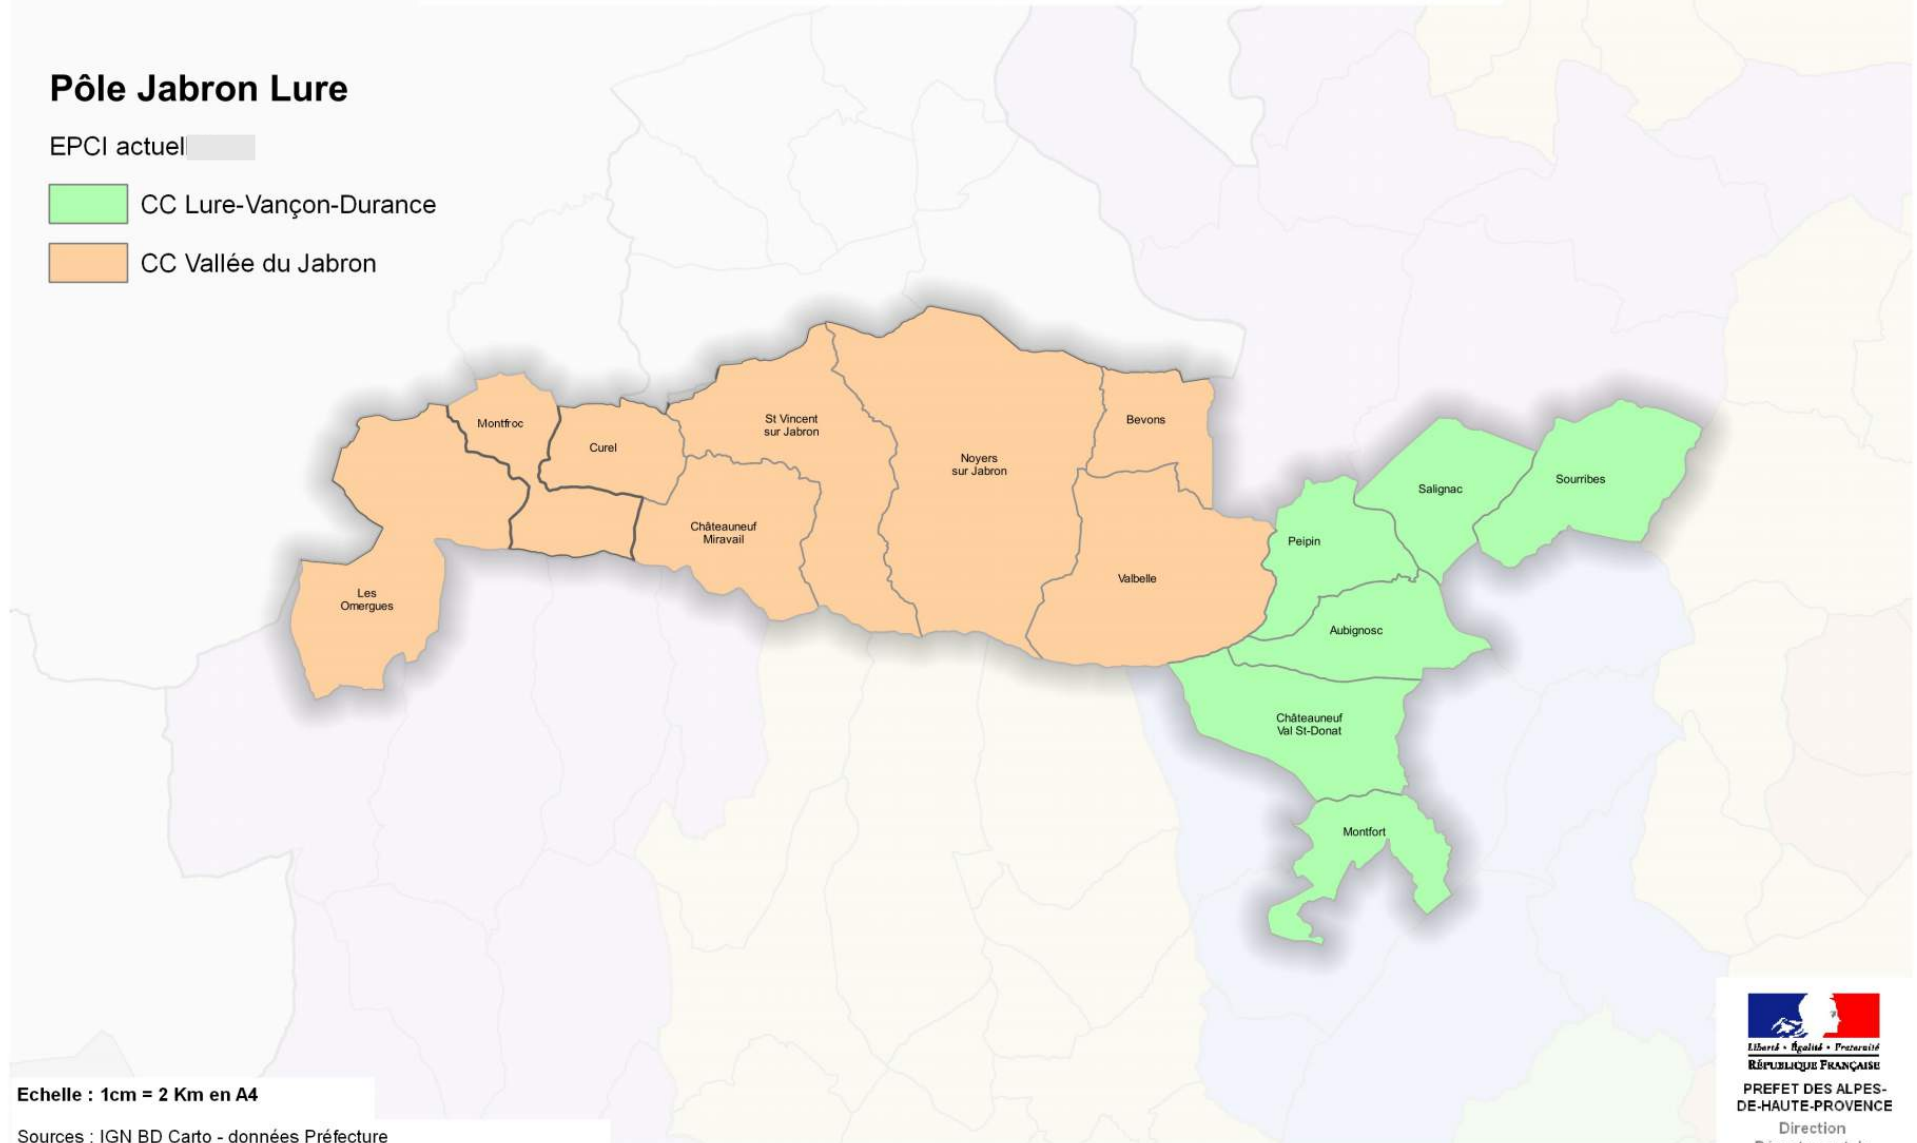 Pôle Jabron Lure
EPCI actuel
CC Lure-Vançon-Durance
CC Vallée du Jabron
Montfroc
Curel
St Vincent
sur Jabron
Bevons
Noyers
sur Jabron
Châteauneuf
Miravail
Les
Omergues
Valbelle
Salignac
Sourribes
Peipin
Aubignosc
Châteauneuf
Val St-Donat
Montfort
Echelle : 1cm = 2 Km en A4
Sources : IGN BD Carto - données Préfecture
Liberté • Égalité • Fraternité
RÉPUBLIQUE FRANÇAISE
PREFET DES ALPES-
DE-HAUTE-PROVENCE
Direction